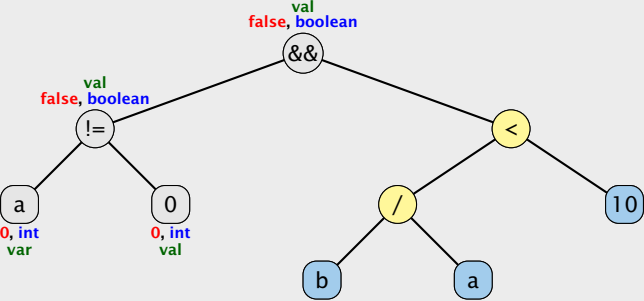 val
false, boolean
&&
val
false, boolean
!=
<
a
0
/
10
0, int
var
0, int
val
b
a